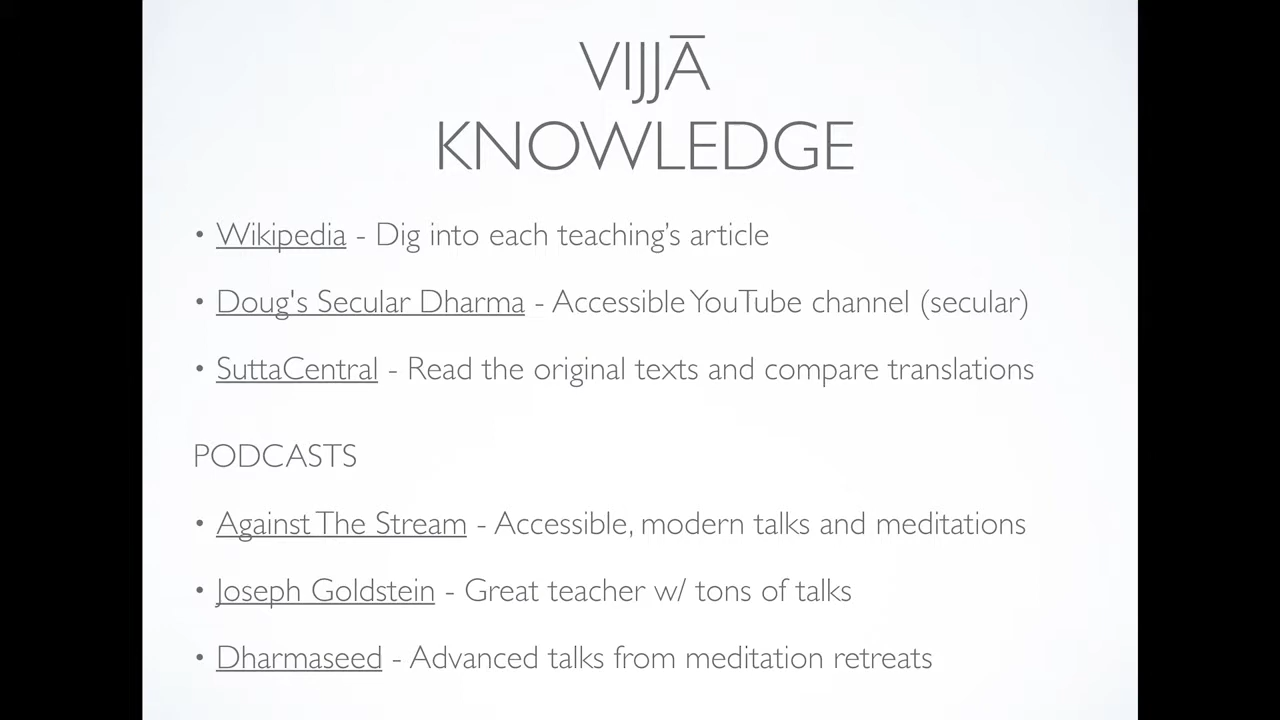 VIJJĀ
KNOWLEDGE
• Wikipedia - Dig into each teaching's article
• Doug's Secular Dharma - Accessible YouTube channel (secular)
• SuttaCentral - Read the original texts and compare translations
PODCASTS
• Against The Stream - Accessible, modern talks and meditations
• Joseph Goldstein - Great teacher w/ tons of talks
• Dharmaseed - Advanced talks from meditation retreats